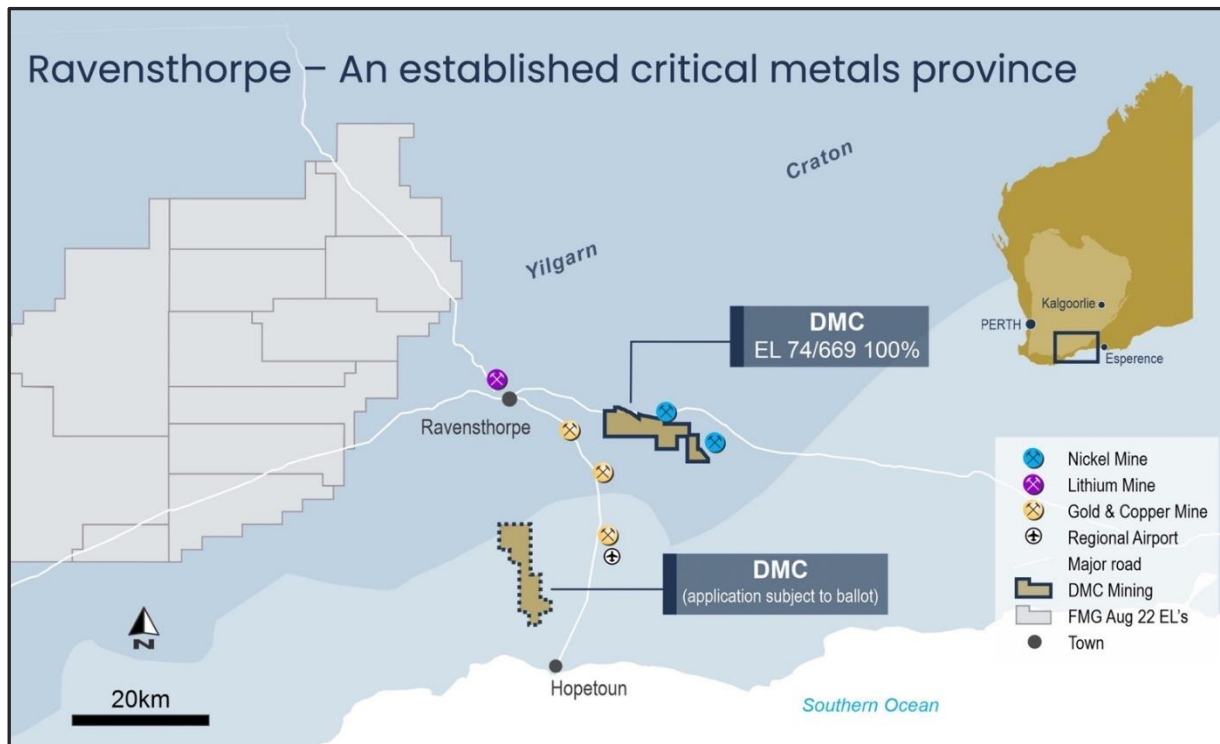 Ravensthorpe – An established critical metals province
Craton
Yilgarn
Kalgoorlie
PERTH
Esperence
DMC
EL 74/669 100%
Ravensthorpe
Nickel Mine
Lithium Mine
Gold & Copper Mine
Regional Airport
Major road
DMC Mining
FMG Aug 22 EL's
Town
DMC
(application subject to ballot)
N
20km
Hopetoun
Southern Ocean